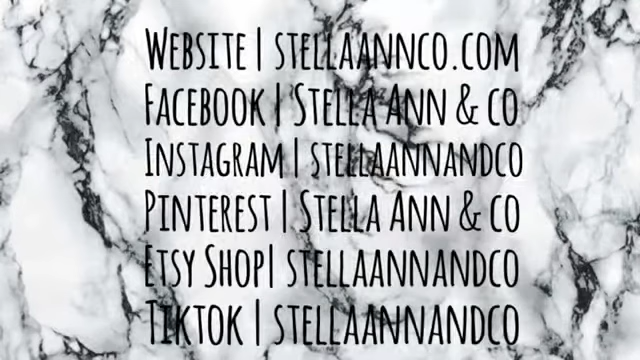 Website | stellaannco.com
Facebook | Stella Ann & co
Instagram | stellaannandco
Pinterest | Stella Ann & co
Etsy Shop| stellaannandco
Tiktok | stellaannandco